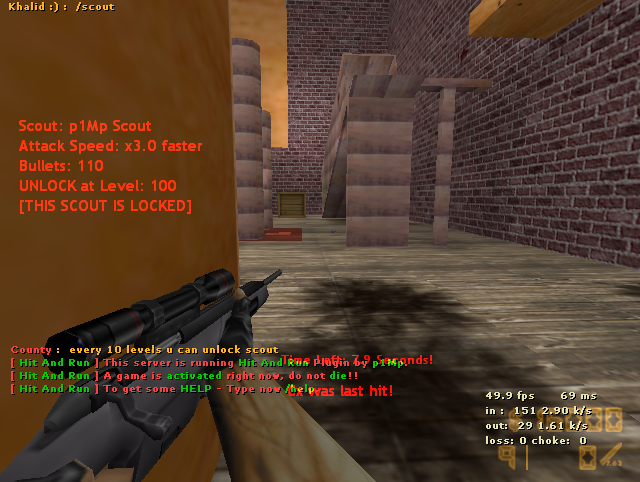 Khalid :) :  /scout
Scout: p1Mp Scout
Attack Speed: x3.0 faster
Bullets: 110
UNLOCK at Level: 100
[THIS SCOUT IS LOCKED]
County :  every 10 levels u can unlock scout
Time Left: 7.9 Seconds!
[ Hit And Run ] This server is running Hit And Run Plugin by p1Mp.
[ Hit And Run ] A game is activated right now, do not die!!
[ Hit And Run ] To get some HELP - Type now /help
Ex was last hit!
49.9 fps 69 ms
in : 151 2.90 k/s
out: 29 1.61 k/s
loss: 0 choke: 0
7.62